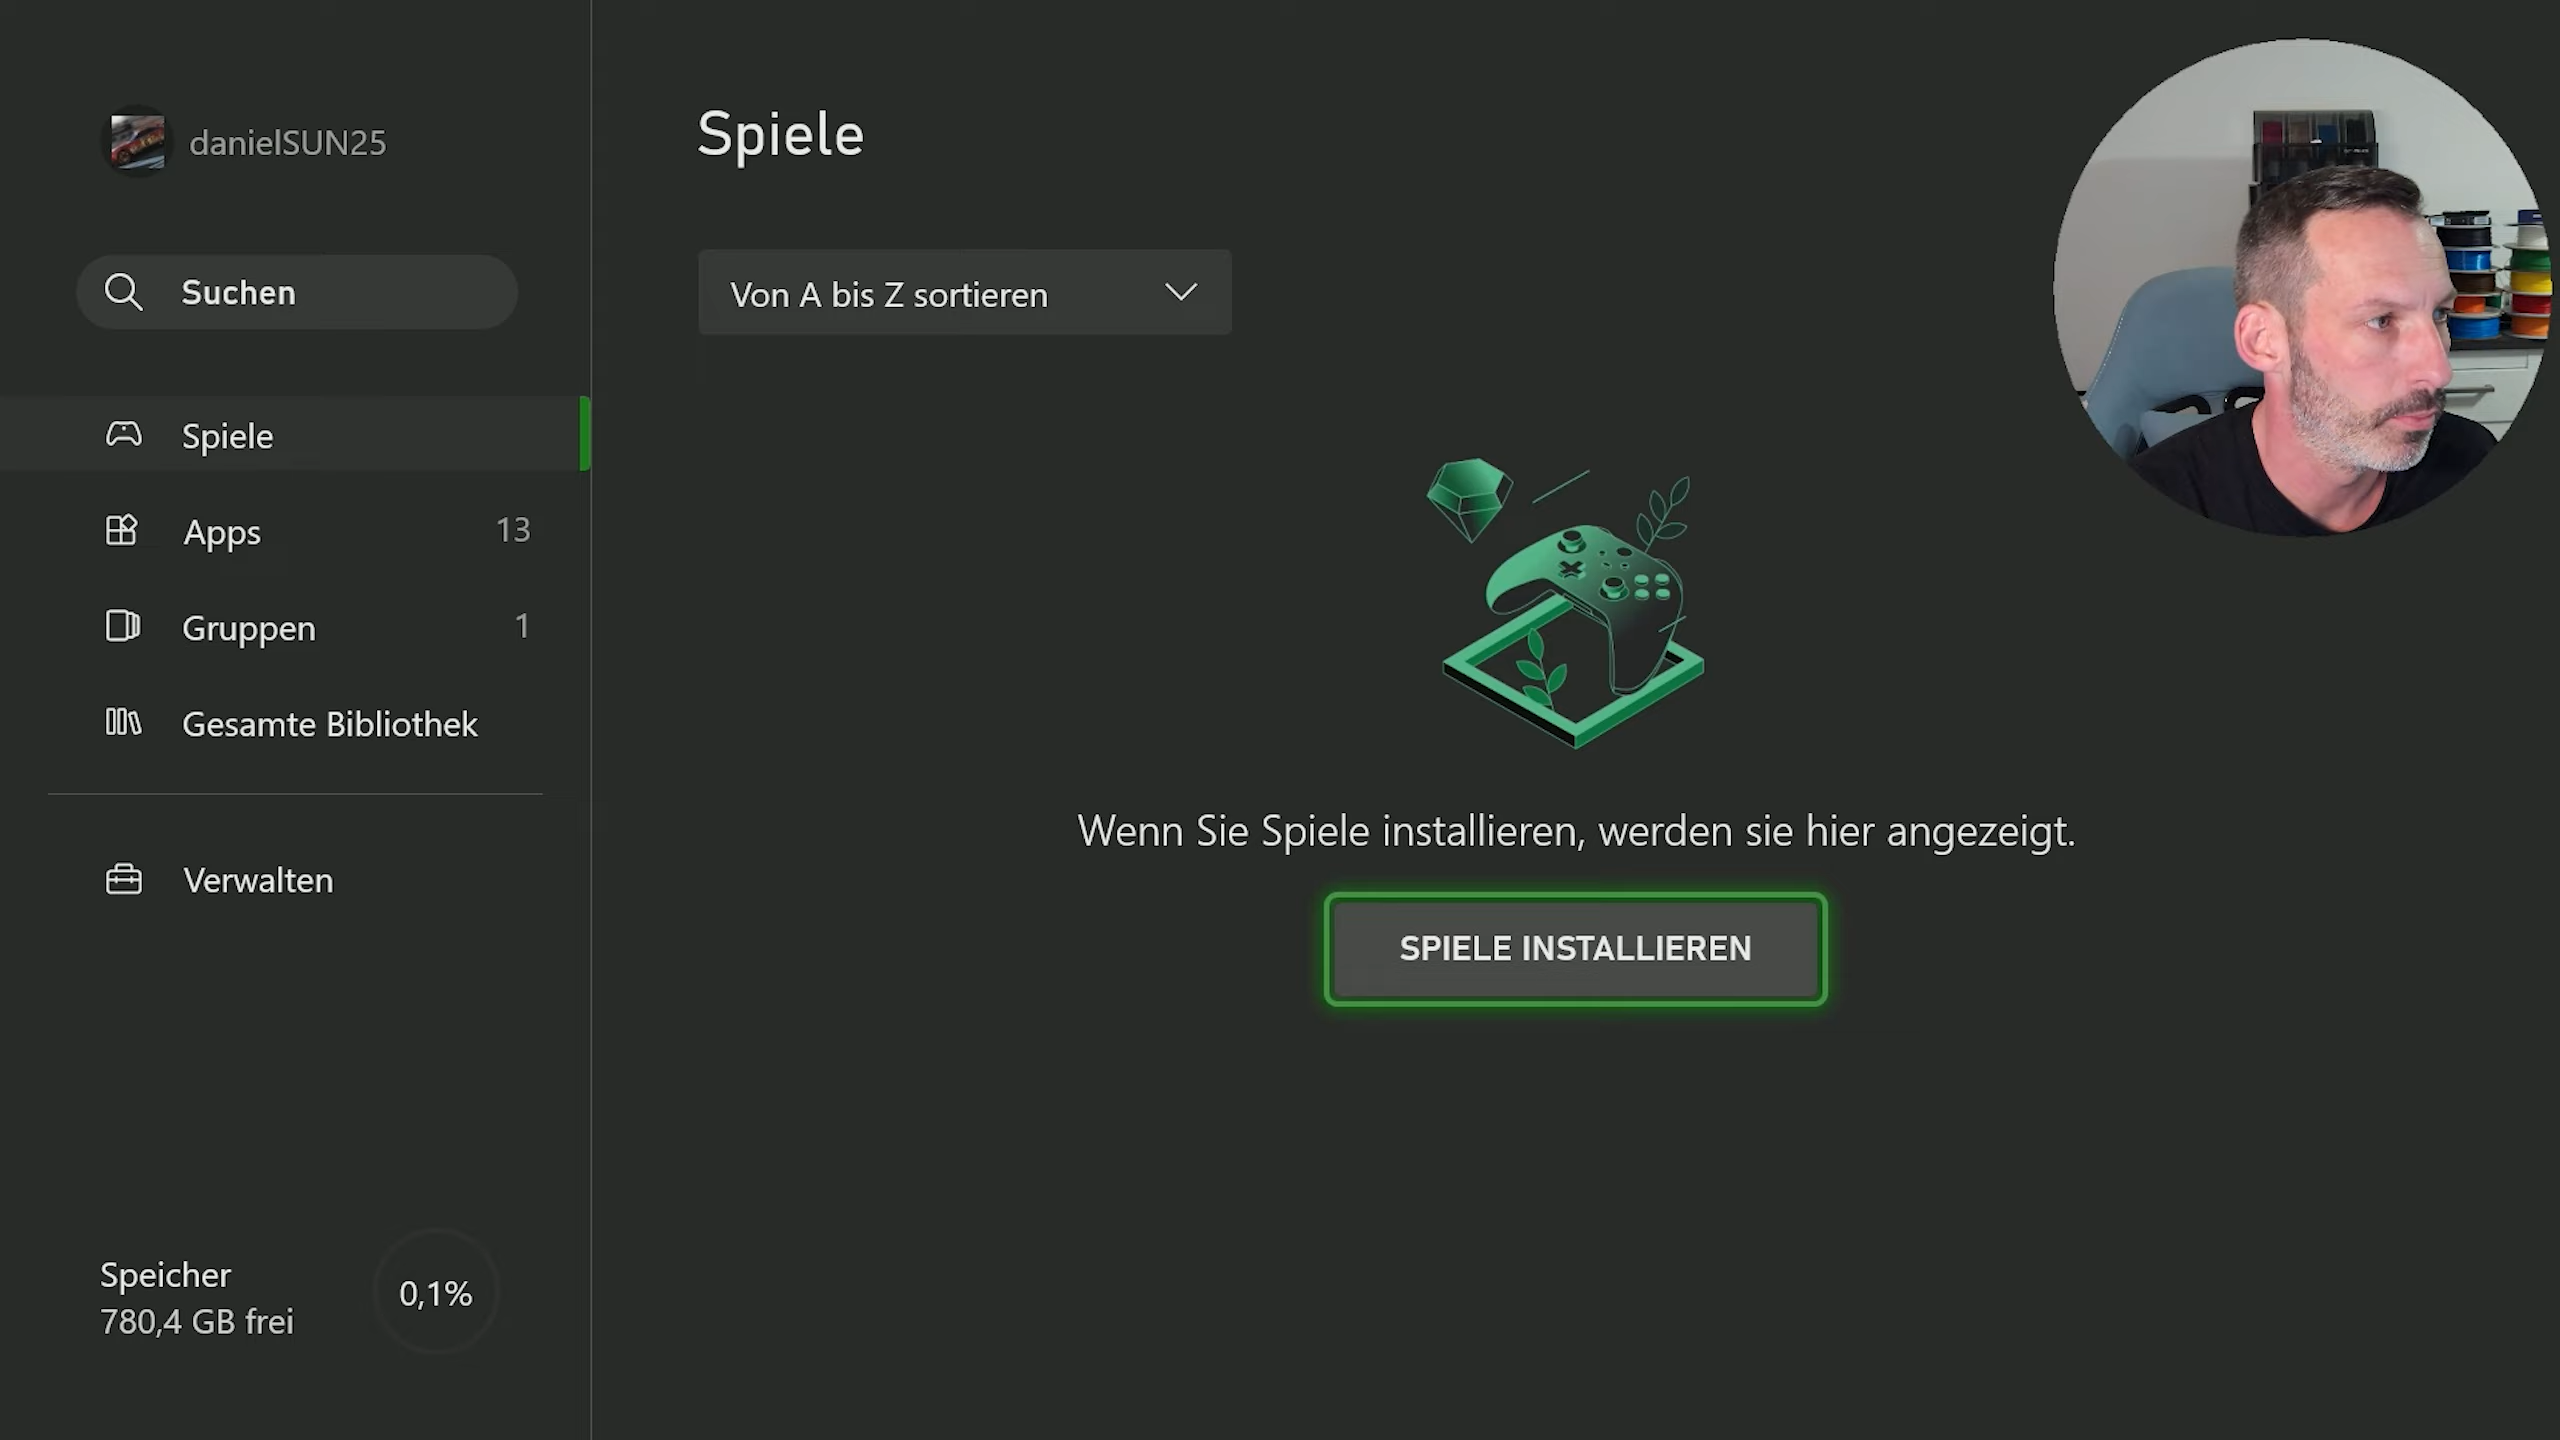 danielSUN25
Suchen
Spiele
Apps 13
Gruppen 1
Gesamte Bibliothek
Verwalten
Speicher
780,4 GB frei
0,1%
Spiele
Von A bis Z sortieren
Wenn Sie Spiele installieren, werden sie hier angezeigt.
SPIELE INSTALLIEREN